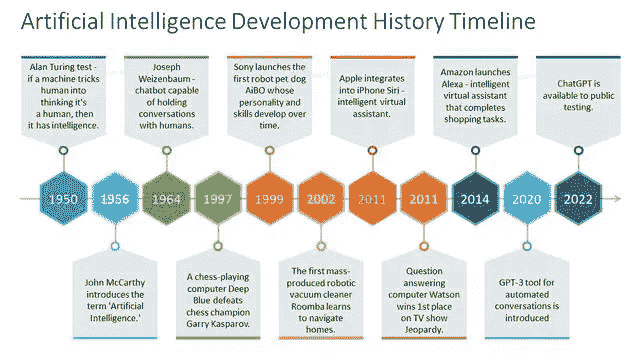 Artificial Intelligence Development History Timeline
Alan Turing test -
if a machine tricks
human into
thinking it's
a human, then
it has intelligence.
Joseph
Weizenbaum -
chatbot capable
of holding
conversations
with humans.
Sony launches the
first robot pet dog
AiBO whose
personality and
skills develop over
time.
Apple integrates
into iPhone Siri -
intelligent virtual
assistant.
Amazon launches
Alexa - intelligent
virtual assistant
that completes
shopping tasks.
ChatGPT is
available to public
testing.
1950
1956
1964
1997
1999
2002
2011
2011
2014
2020
2022
John McCarthy
introduces the
term 'Artificial
Intelligence.'
A chess-playing
computer Deep
Blue defeats
chess champion
Garry Kasparov.
The first mass-
produced robotic
vacuum cleaner
Roomba learns
to navigate
homes.
Question
answering
computer Watson
wins 1st place
on TV show
Jeopardy.
GPT-3 tool for
automated
conversations is
introduced